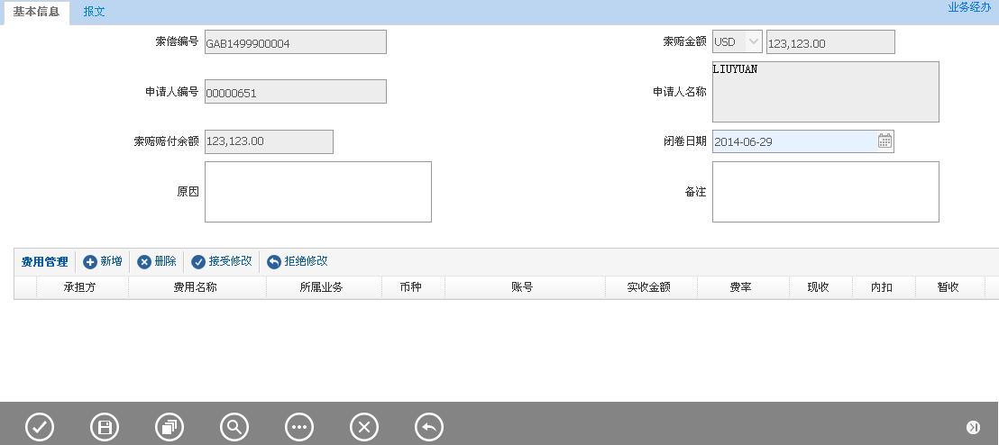 基本信息 报文 业务经办
索偿编号 GAB1499900004 索赔金额 USD 123,123.00
申请人编号 00000651 申请人名称 LIUYUAN
索赔赔付余额 123,123.00 闭卷日期 2014-06-29
原因 备注
费用管理 新增 删除 接受修改 拒绝修改
承担方 费用名称 所属业务 币种 账号 实收金额 费率 现收 内扣 暂收